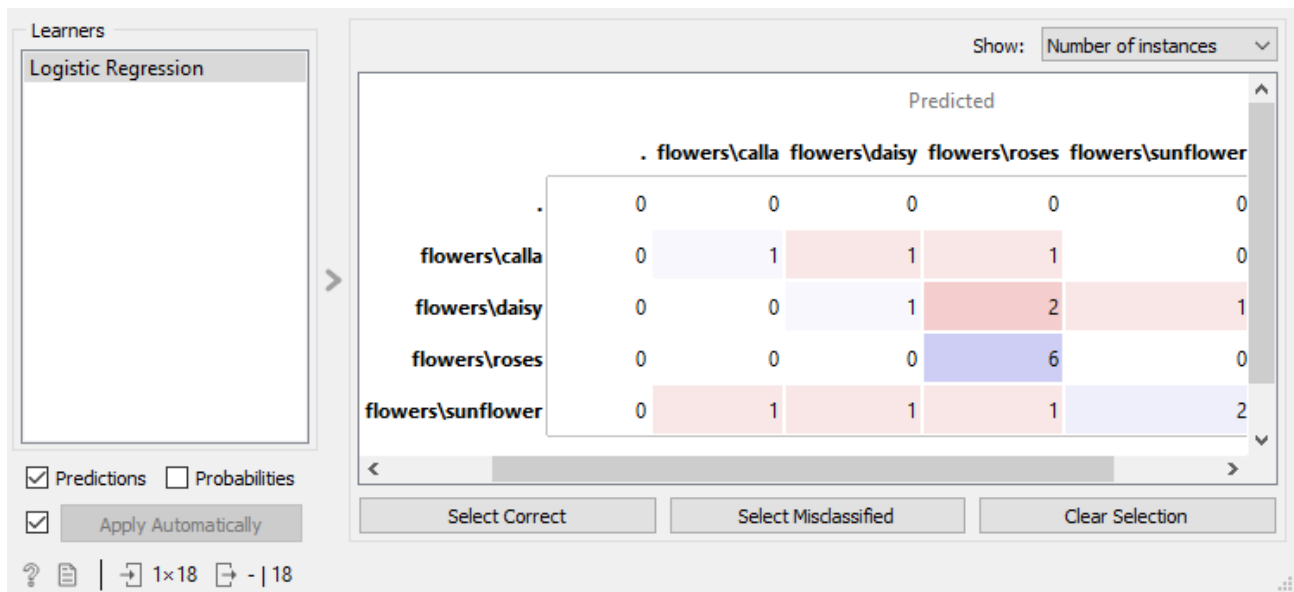 Learners
Logistic Regression
Show: Number of instances
Predicted
. flowers\calla flowers\daisy flowers\roses flowers\sunflower
. 0 0 0 0 0
flowers\calla 0 1 1 1 0
flowers\daisy 0 0 1 2 1
flowers\roses 0 0 0 6 0
flowers\sunflower 0 1 1 1 2
Predictions Probabilities
Apply Automatically
Select Correct Select Misclassified Clear Selection
? 1×18 - | 18